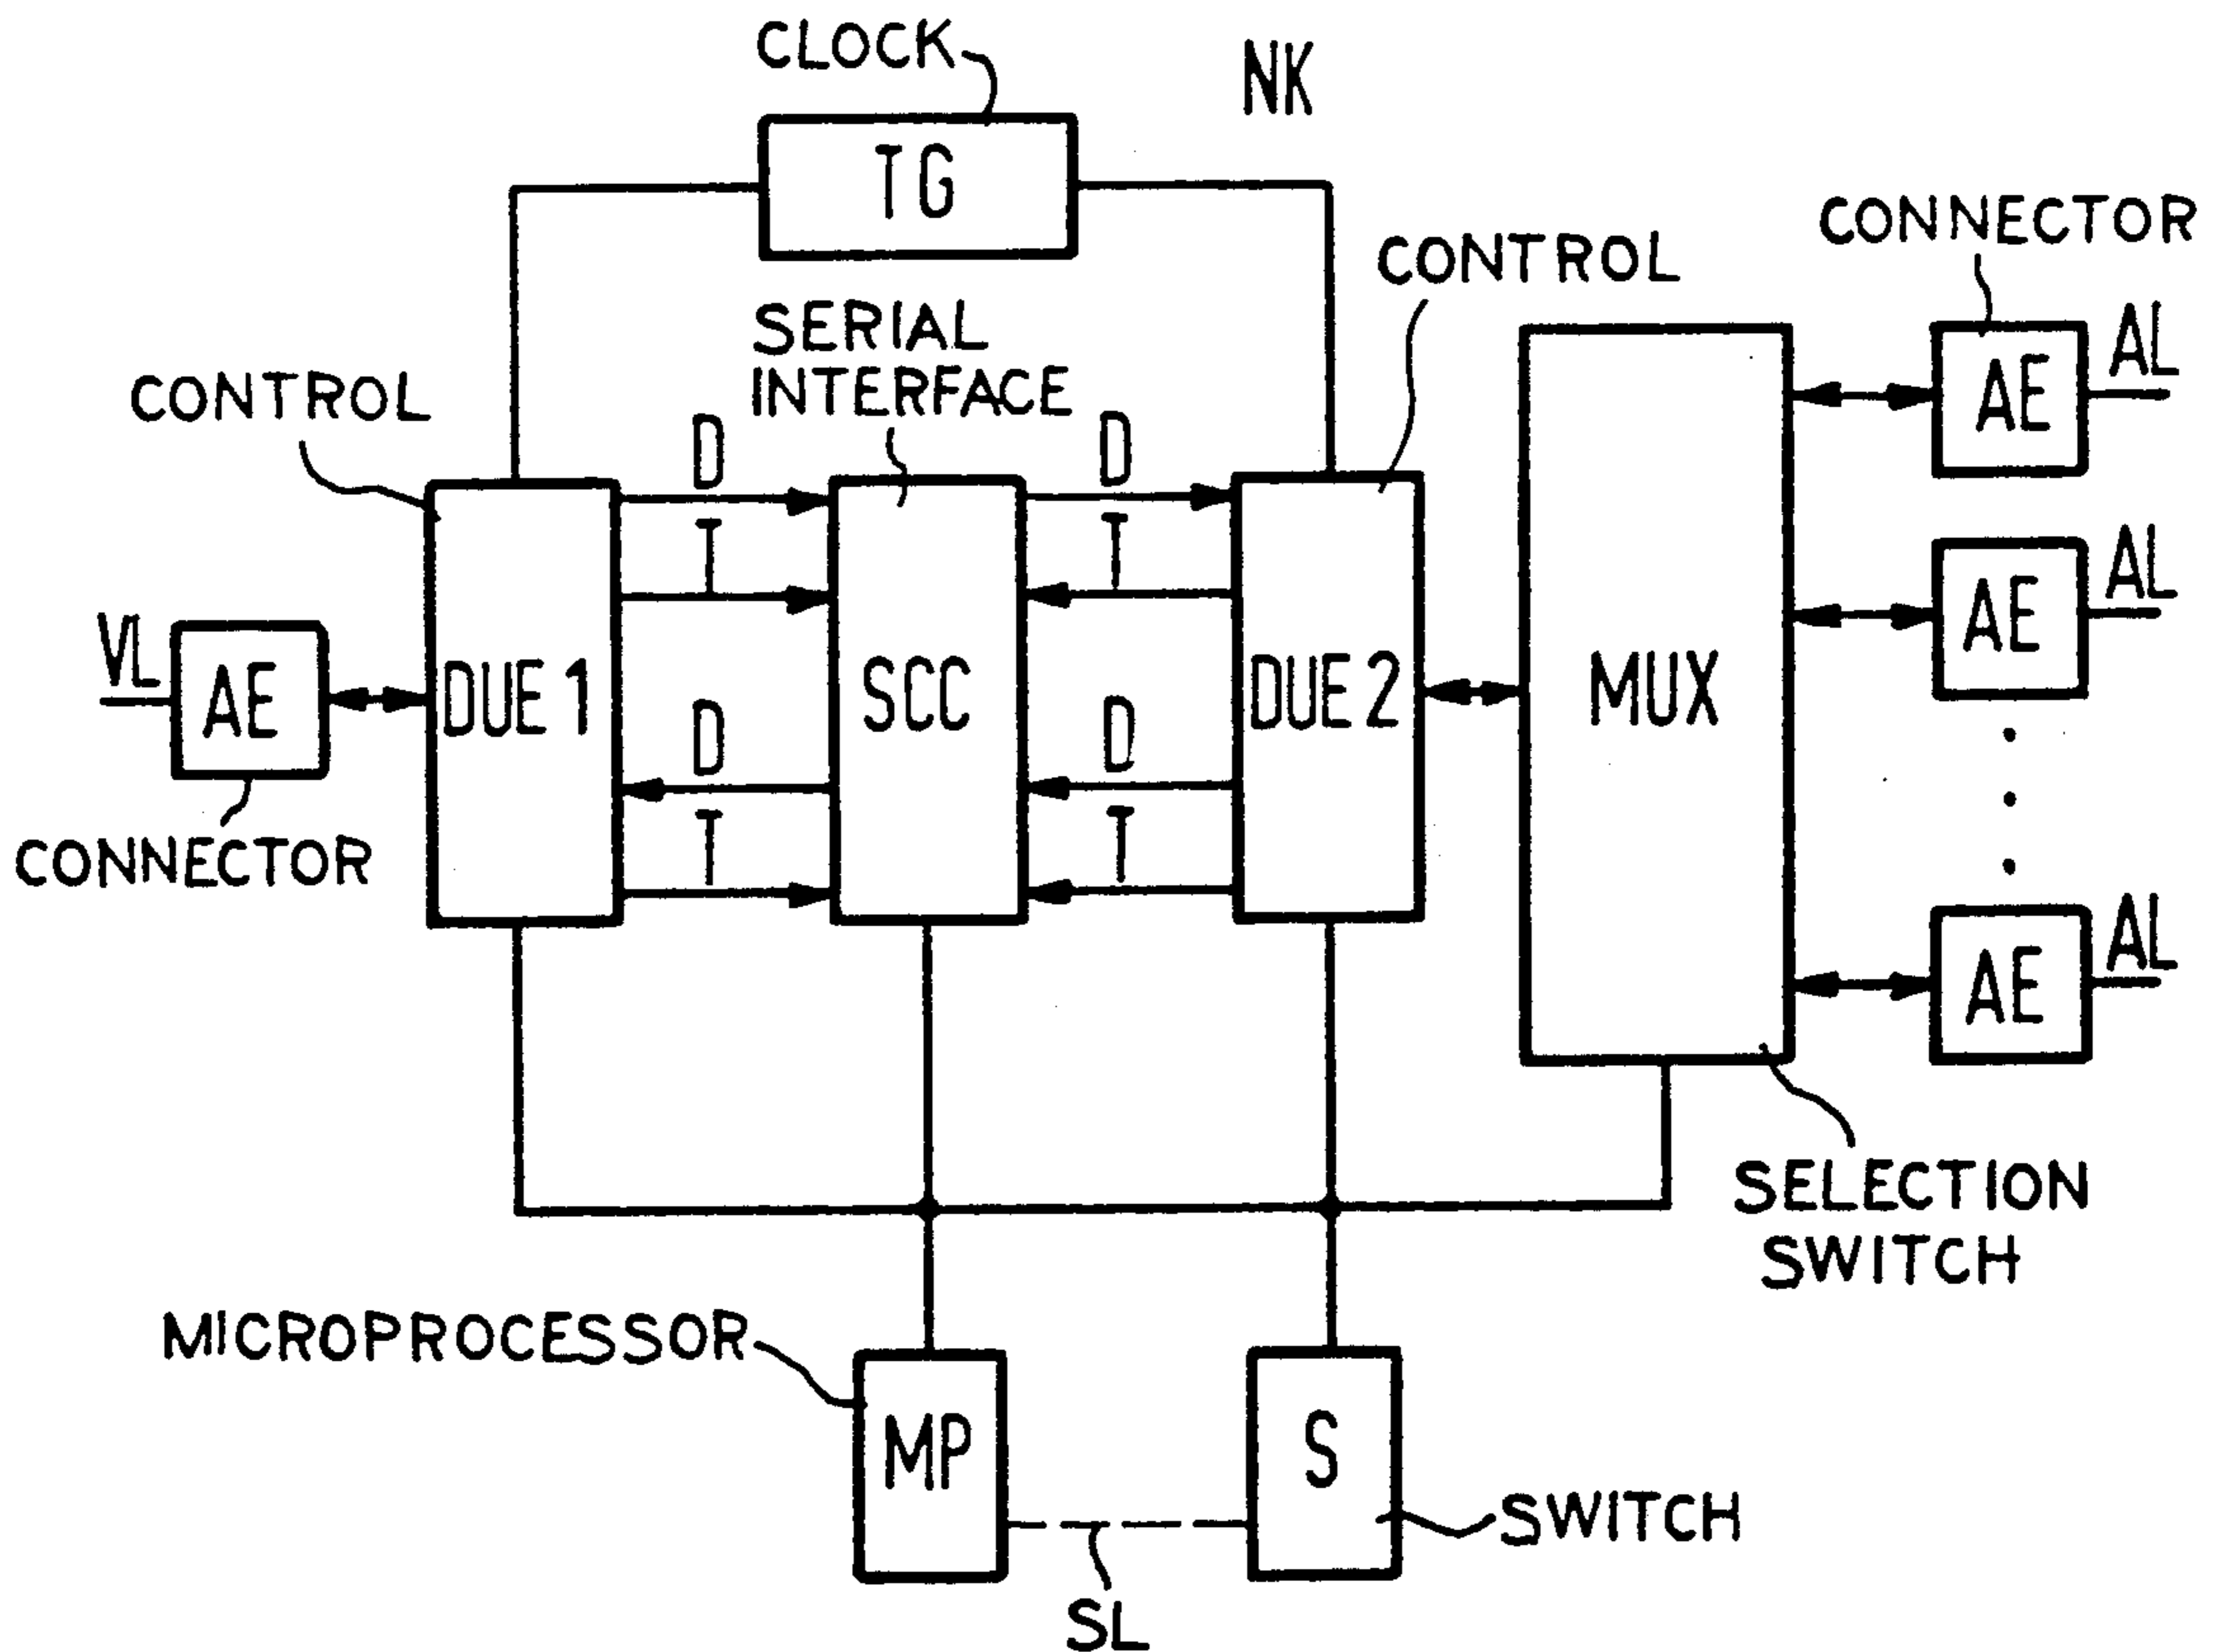 CLOCK
NK
TG
CONNECTOR
CONTROL
SERIAL
INTERFACE
CONTROL
AE
AL
D
D
T
T
AE
AL
VL
AE
DUE 1
SCC
DUE 2
MUX
D
D
T
T
CONNECTOR
AE
AL
SELECTION
SWITCH
MICROPROCESSOR
MP
S
SWITCH
SL